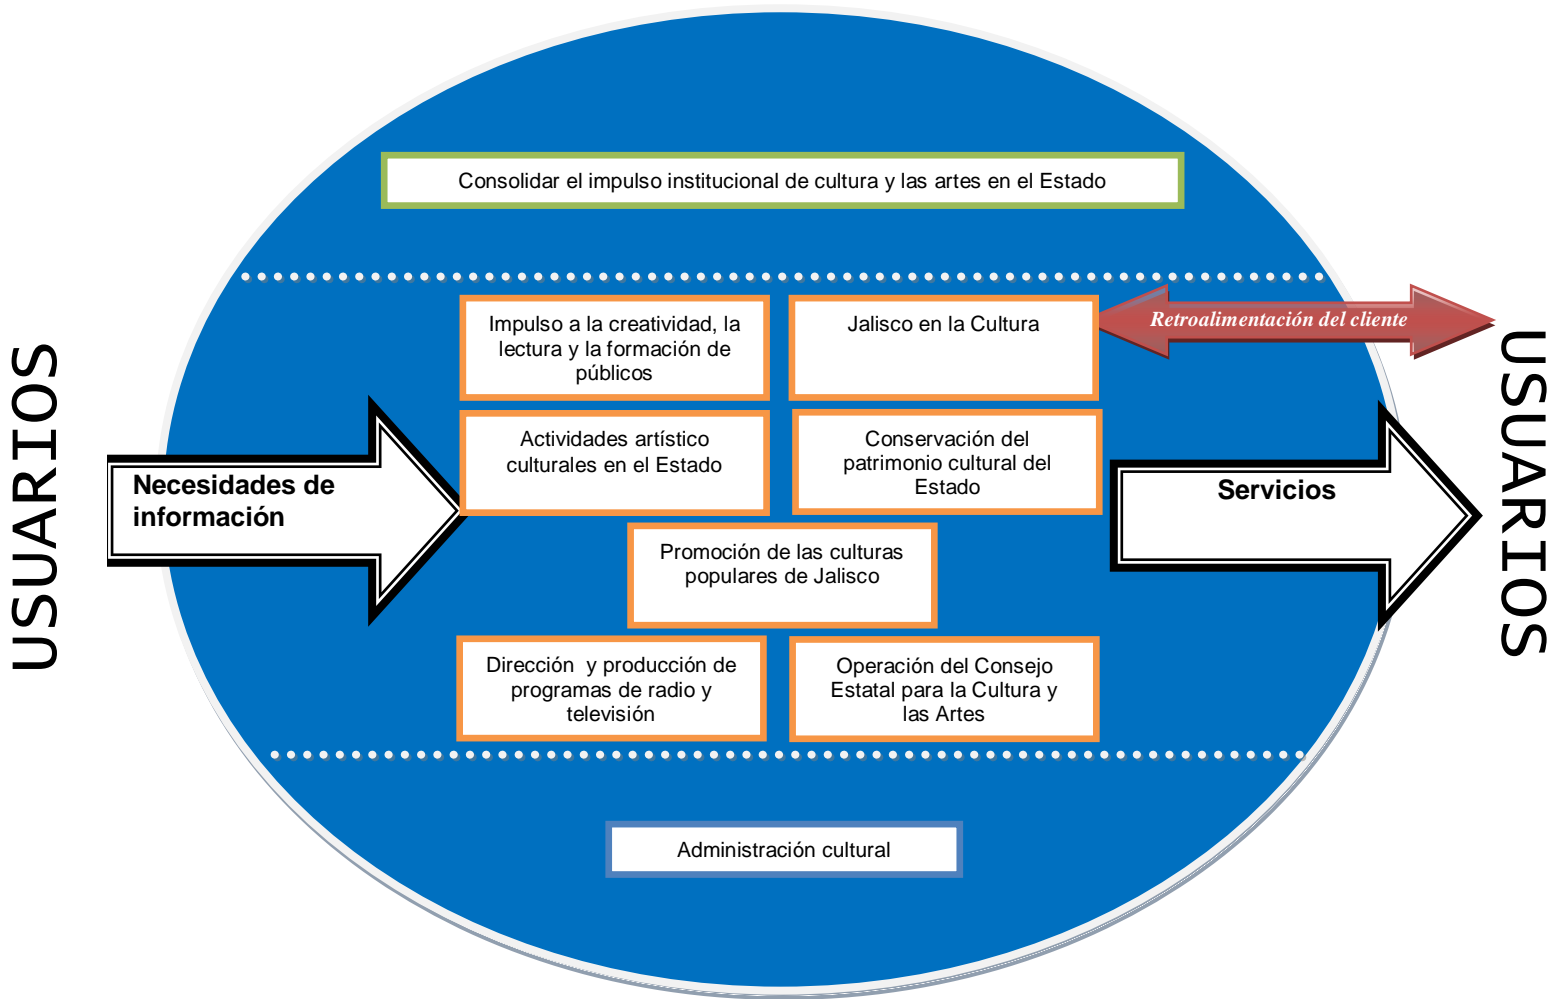 Consolidar el impulso institucional de cultura y las artes en el Estado
Impulso a la creatividad, la
lectura y la formación de
públicos
Jalisco en la Cultura
Retroalimentación del cliente
USUARIOS
Necesidades de
información
Actividades artístico
culturales en el Estado
Conservación del
patrimonio cultural del
Estado
Servicios
USUARIOS
Promoción de las culturas
populares de Jalisco
Dirección y producción de
programas de radio y
televisión
Operación del Consejo
Estatal para la Cultura y
las Artes
Administración cultural